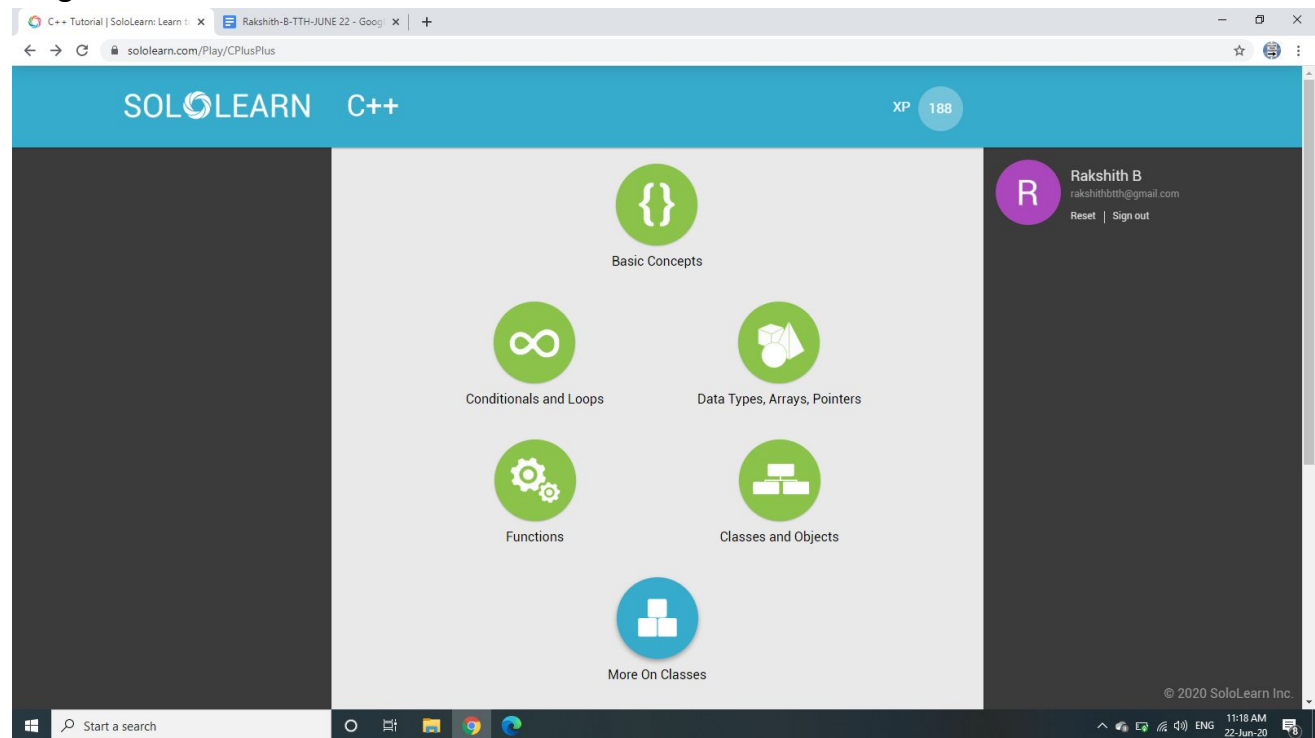 C++ Tutorial | SoloLearn: Learn t
Rakshith-B-TTH-JUNE 22 - Googl
sololearn.com/Play/CPlusPlus
SOLOLEARN C++
XP 188
R
Rakshith B
rakshithbtth@gmail.com
Reset | Sign out
{}
Basic Concepts
Conditionals and Loops
Data Types, Arrays, Pointers
Functions
Classes and Objects
More On Classes
© 2020 SoloLearn Inc.
Start a search
ENG
11:18 AM
22-Jun-20
8